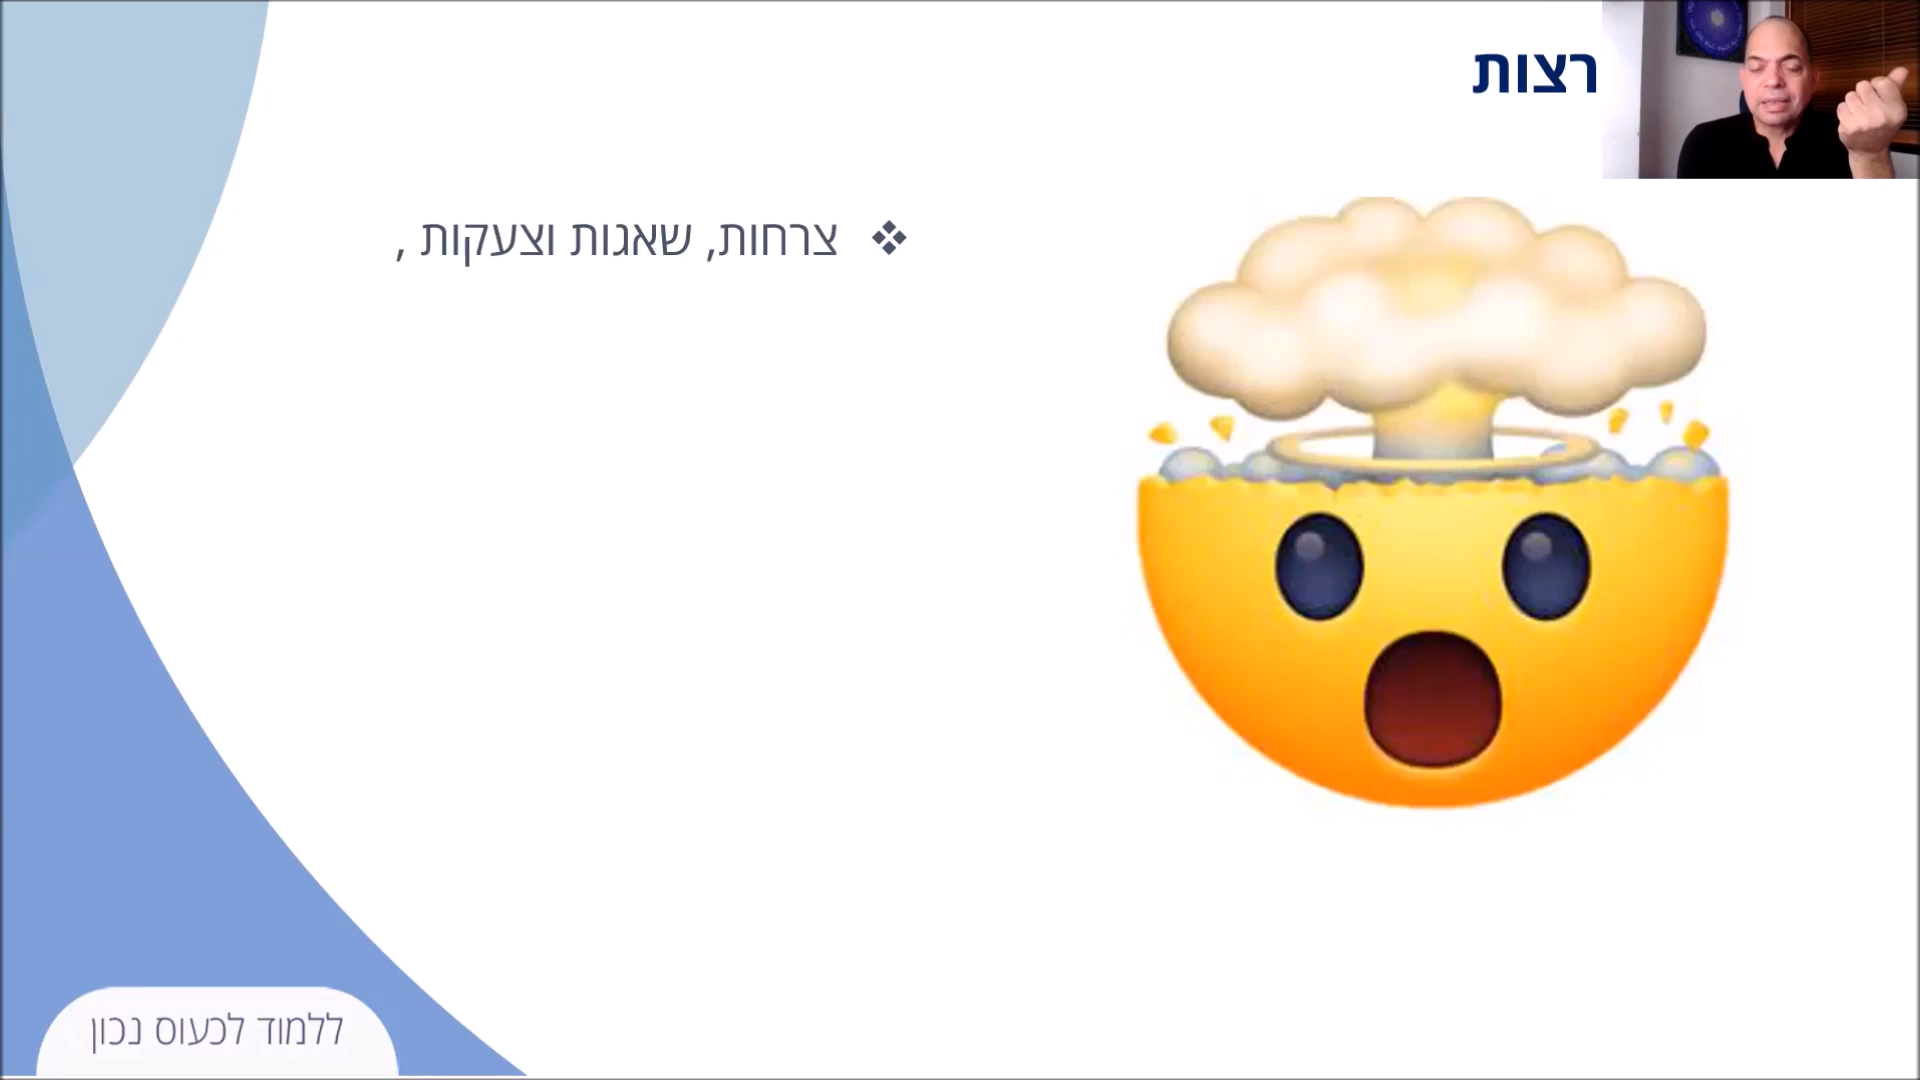 רצות
❖ צרחות, שאגות וצעקות ,
ללמוד לכעוס נכון